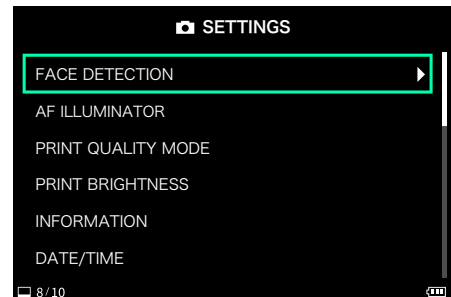 SETTINGS
FACE DETECTION
AF ILLUMINATOR
PRINT QUALITY MODE
PRINT BRIGHTNESS
INFORMATION
DATE/TIME
8/10